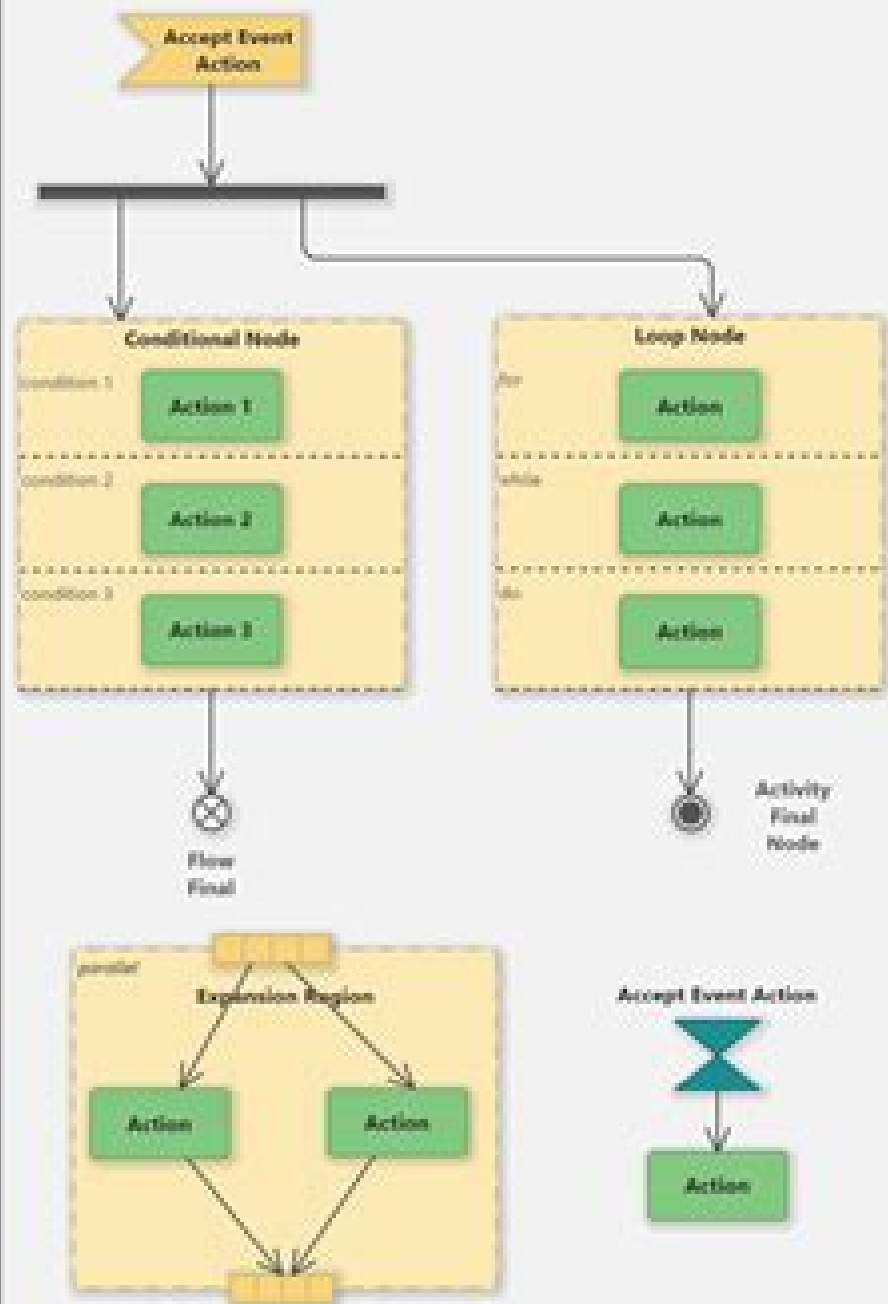 Accept Event
Action
Conditional Node
condition 1
Action 1
condition 2
Action 2
condition 3
Action 3
Loop Node
for
Action
while
Action
do
Action
Flow
Final
Activity
Final
Node
parallel
Expansion Region
Action
Action
Accept Event Action
Action